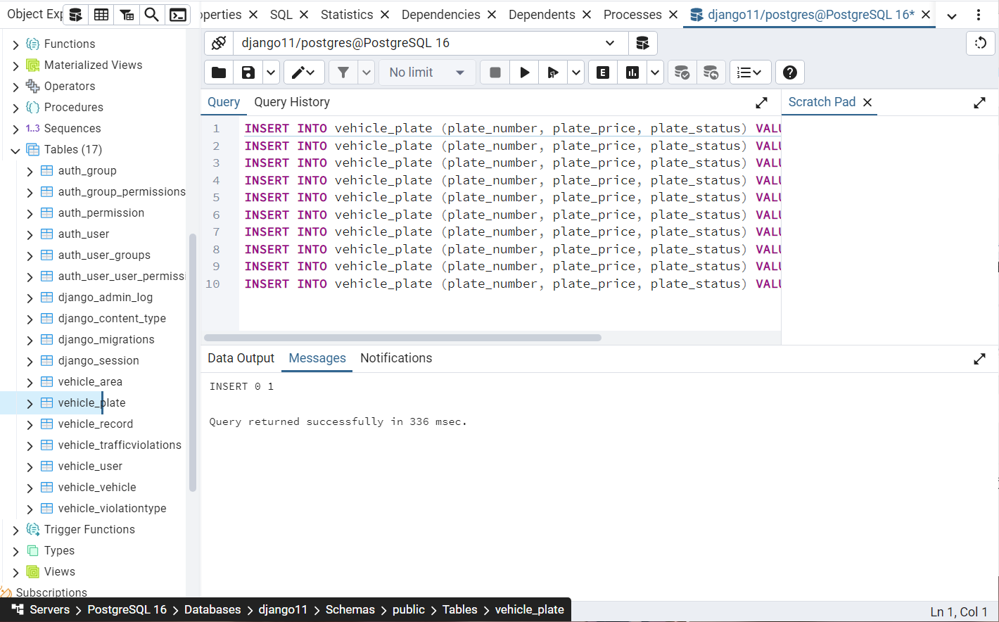 Object Exp
operties
SQL
Statistics
Dependencies
Dependents
Processes
django11/postgres@PostgreSQL 16*
django11/postgres@PostgreSQL 16
No limit
E
Query
Query History
Scratch Pad
1 INSERT INTO vehicle_plate (plate_number, plate_price, plate_status) VALU
2 INSERT INTO vehicle_plate (plate_number, plate_price, plate_status) VALU
3 INSERT INTO vehicle_plate (plate_number, plate_price, plate_status) VALU
4 INSERT INTO vehicle_plate (plate_number, plate_price, plate_status) VALU
5 INSERT INTO vehicle_plate (plate_number, plate_price, plate_status) VALU
6 INSERT INTO vehicle_plate (plate_number, plate_price, plate_status) VALU
7 INSERT INTO vehicle_plate (plate_number, plate_price, plate_status) VALU
8 INSERT INTO vehicle_plate (plate_number, plate_price, plate_status) VALU
9 INSERT INTO vehicle_plate (plate_number, plate_price, plate_status) VALU
10 INSERT INTO vehicle_plate (plate_number, plate_price, plate_status) VALU
Data Output
Messages
Notifications
INSERT 0 1
Query returned successfully in 336 msec.
Functions
Materialized Views
Operators
Procedures
1..3 Sequences
Tables (17)
auth_group
auth_group_permissions
auth_permission
auth_user
auth_user_groups
auth_user_user_permissi
django_admin_log
django_content_type
django_migrations
django_session
vehicle_area
vehicle_plate
vehicle_record
vehicle_trafficviolations
vehicle_user
vehicle_vehicle
vehicle_violationtype
Trigger Functions
Types
Views
Subscriptions
Servers > PostgreSQL 16 > Databases > django11 > Schemas > public > Tables > vehicle_plate
Ln 1, Col 1